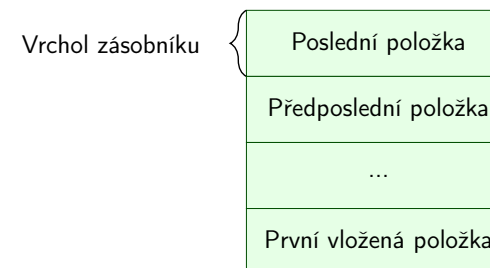 Vrchol zásobníku
Poslední položka
Předposlední položka
...
První vložená položka